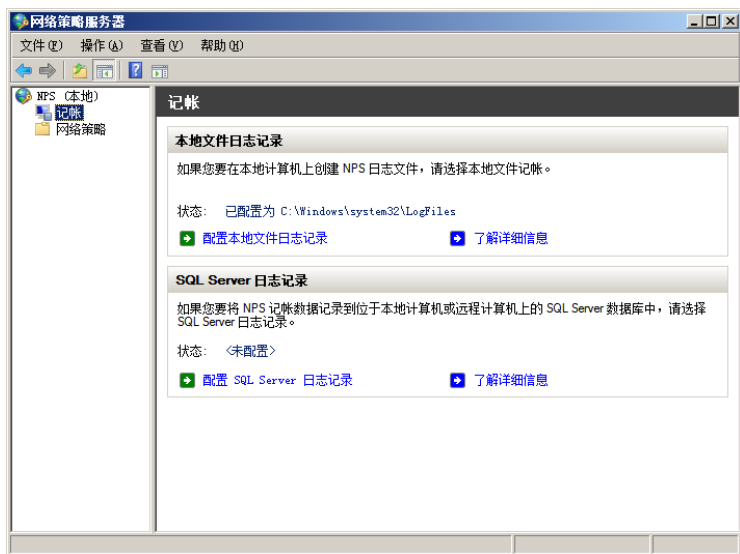 网络策略服务器
文件(F) 操作(A) 查看(V) 帮助(H)
NPS (本地)
记帐
网络策略
记帐
本地文件日志记录
如果您要在本地计算机上创建 NPS 日志文件，请选择本地文件记帐。
状态: 已配置为 C:\Windows\system32\LogFiles
配置本地文件日志记录 了解详细信息
SQL Server 日志记录
如果您要将 NPS 记帐数据记录到位于本地计算机或远程计算机上的 SQL Server 数据库中，请选择
SQL Server 日志记录。
状态: <未配置>
配置 SQL Server 日志记录 了解详细信息